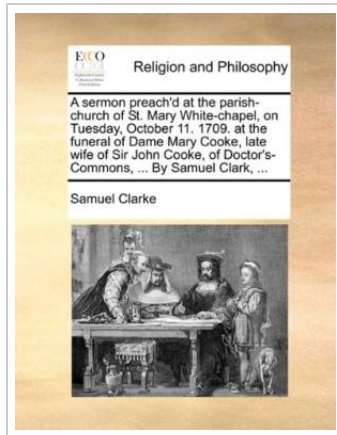 ECCO
Religion and Philosophy
A sermon preach'd at the parish-
church of St. Mary White-chapel, on
Tuesday, October 11. 1709. at the
funeral of Dame Mary Cooke, late
wife of Sir John Cooke, of Doctor's-
Commons, ... By Samuel Clark, ...
Samuel Clarke